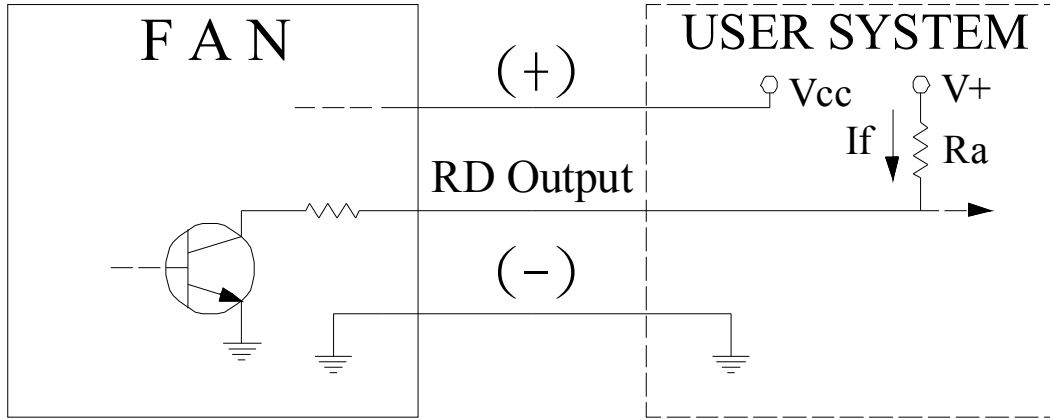 F A N
USER SYSTEM
(+)
Vcc
V+
If
Ra
RD Output
(-)